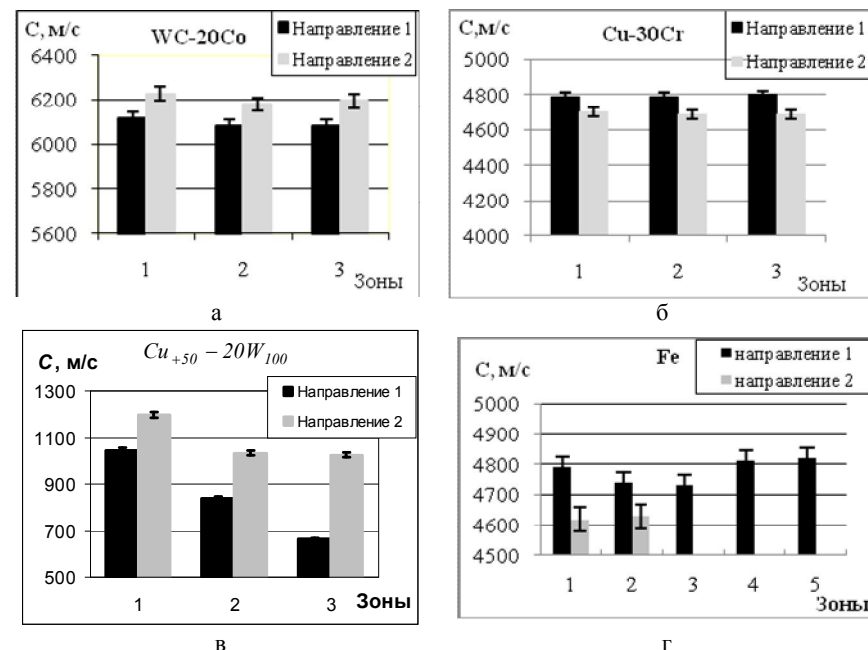 С, м/с
WC-20Co
Направление 1
Направление 2
6400
6200
6000
5800
5600
1 2 3
Зоны
а
С,м/с
Cu-30Cr
Направление 1
Направление 2
5000
4800
4600
4400
4200
4000
1 2 3
Зоны
б
С, м/с
Cu+50 – 20W100
Направление 1
Направление 2
1300
1100
900
700
500
1 2 3 Зоны
в
С, м/с
Fe
направление 1
направление 2
5000
4900
4800
4700
4600
4500
1 2 3 4 5
Зоны
г